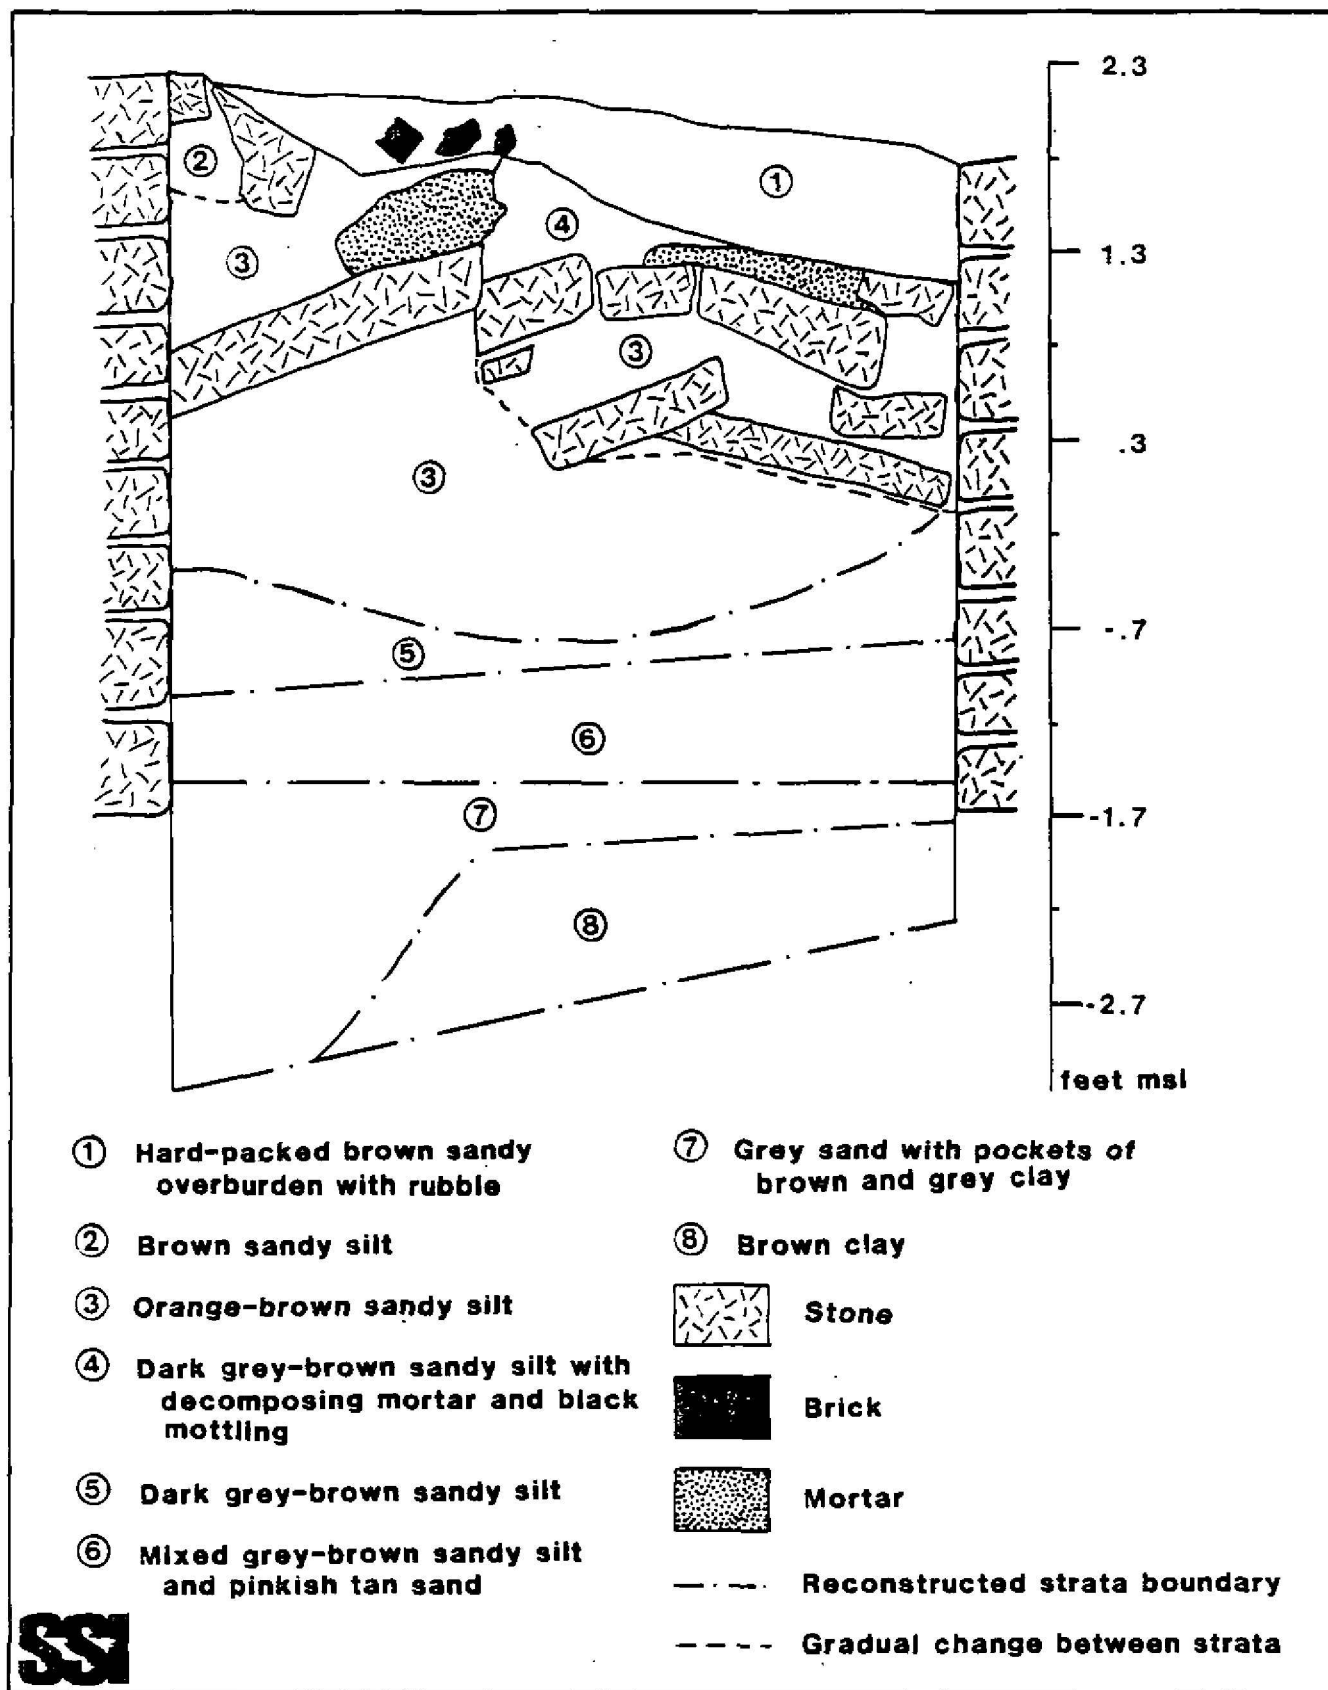 2.3
②
①
④
1.3
③
③
.3
③
-.7
⑤
⑥
⑦
-1.7
⑧
-2.7
feet msl
① Hard-packed brown sandy
overburden with rubble
② Brown sandy silt
③ Orange-brown sandy silt
④ Dark grey-brown sandy silt with
decomposing mortar and black
mottling
⑤ Dark grey-brown sandy silt
⑥ Mixed grey-brown sandy silt
and pinkish tan sand
⑦ Grey sand with pockets of
brown and grey clay
⑧ Brown clay
Stone
Brick
Mortar
Reconstructed strata boundary
Gradual change between strata
SSI